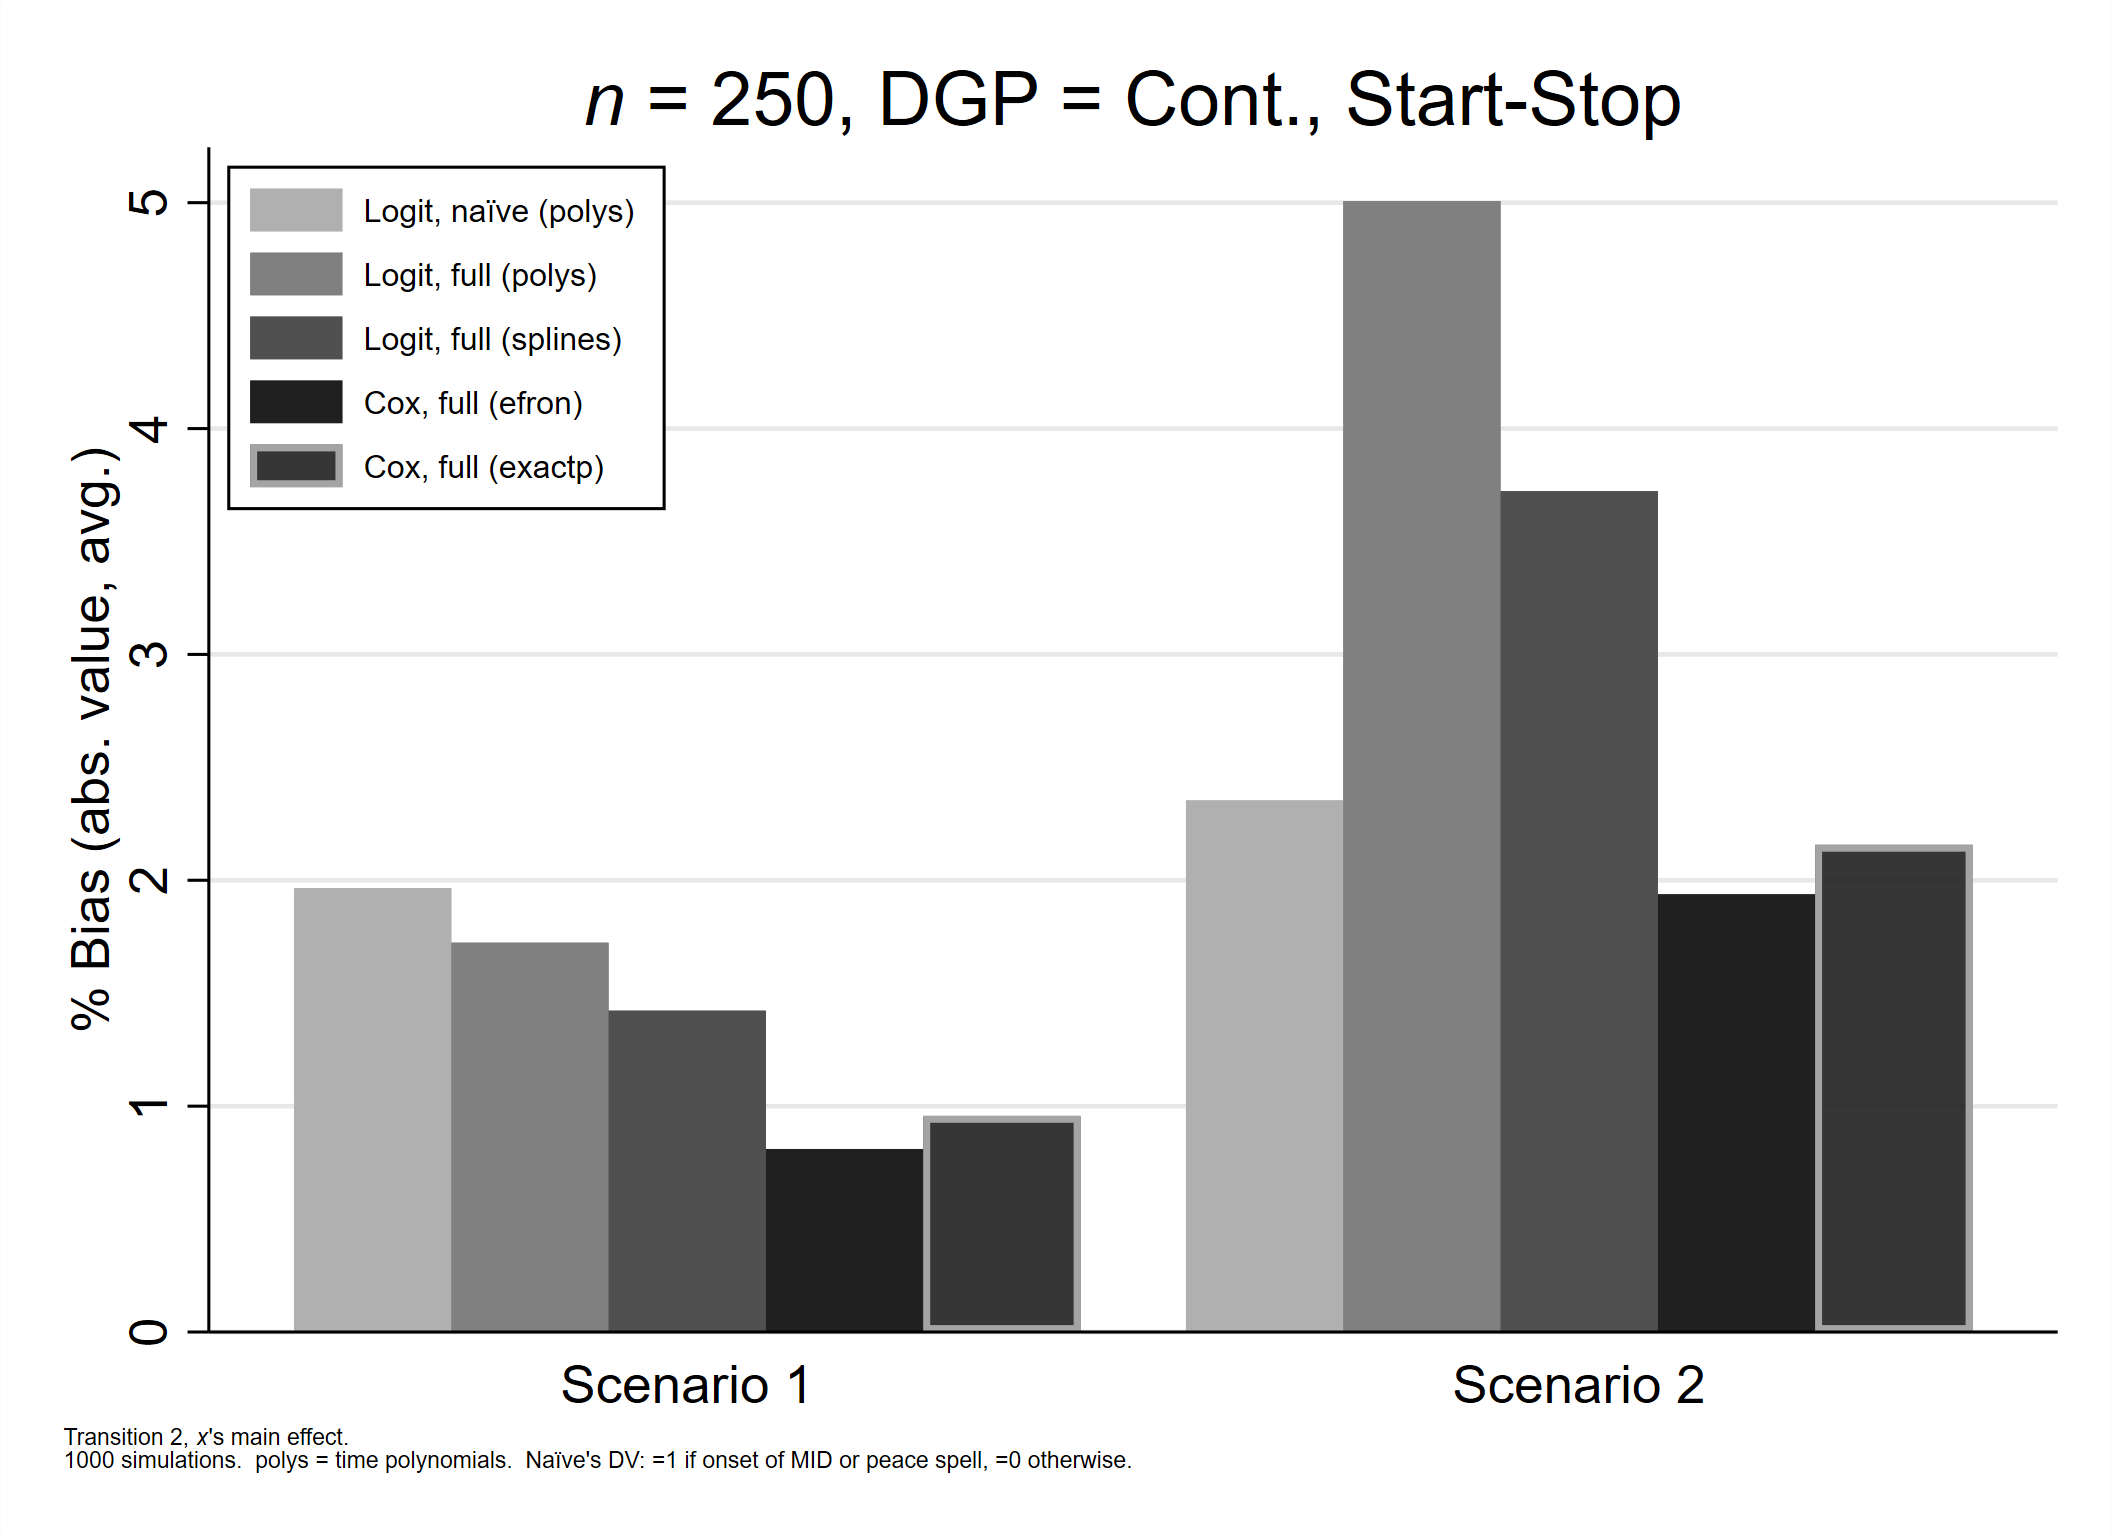 n = 250, DGP = Cont., Start-Stop
Logit, naïve (polys)
Logit, full (polys)
Logit, full (splines)
Cox, full (efron)
Cox, full (exactp)
% Bias (abs. value, avg.)
5
4
3
2
1
0
Scenario 1
Scenario 2
Transition 2, x's main effect.
1000 simulations.  polys = time polynomials.  Naïve's DV: =1 if onset of MID or peace spell, =0 otherwise.